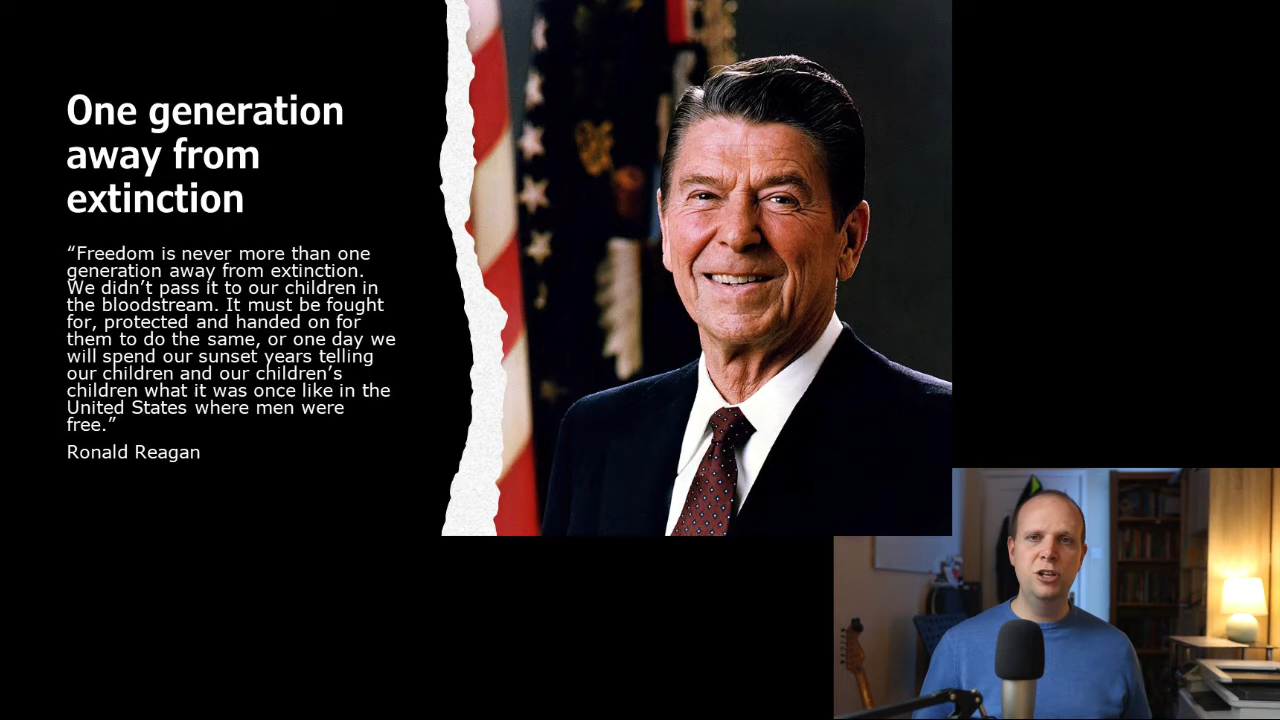 One generation
away from
extinction
“Freedom is never more than one
generation away from extinction.
We didn’t pass it to our children in
the bloodstream. It must be fought
for, protected and handed on for
them to do the same, or one day we
will spend our sunset years telling
our children and our children’s
children what it was once like in the
United States where men were
free.”
Ronald Reagan